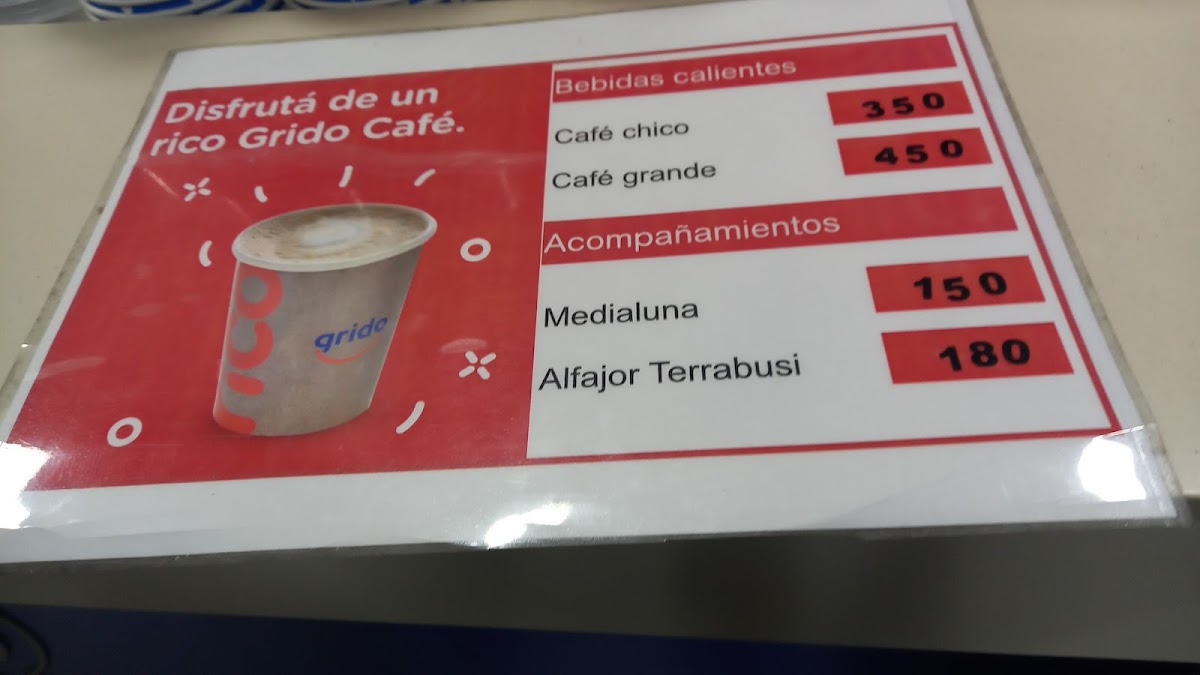 Disfrutá de un
rico Grido Café.
rico
grido
Bebidas calientes
Café chico 350
Café grande 450
Acompañamientos
Medialuna 150
Alfajor Terrabusi 180